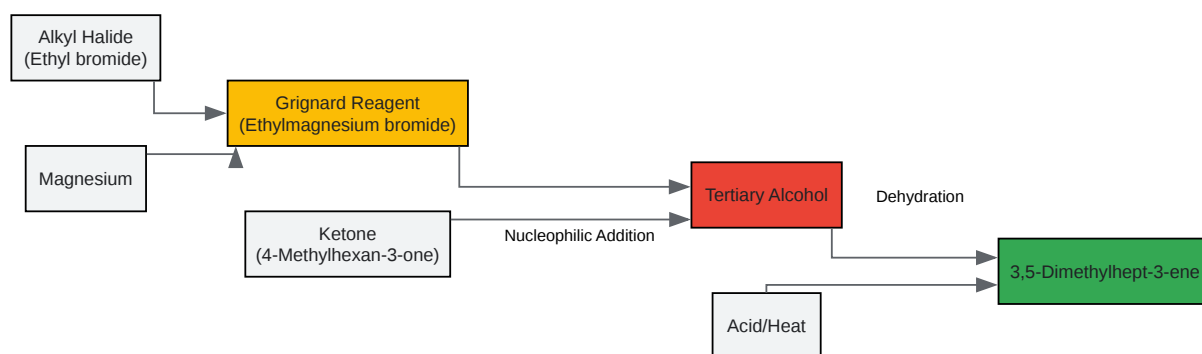 Alkyl Halide
(Ethyl bromide)
Grignard Reagent
(Ethylmagnesium bromide)
Magnesium
Tertiary Alcohol
Dehydration
Ketone
(4-Methylhexan-3-one)
Nucleophilic Addition
3,5-Dimethylhept-3-ene
Acid/Heat